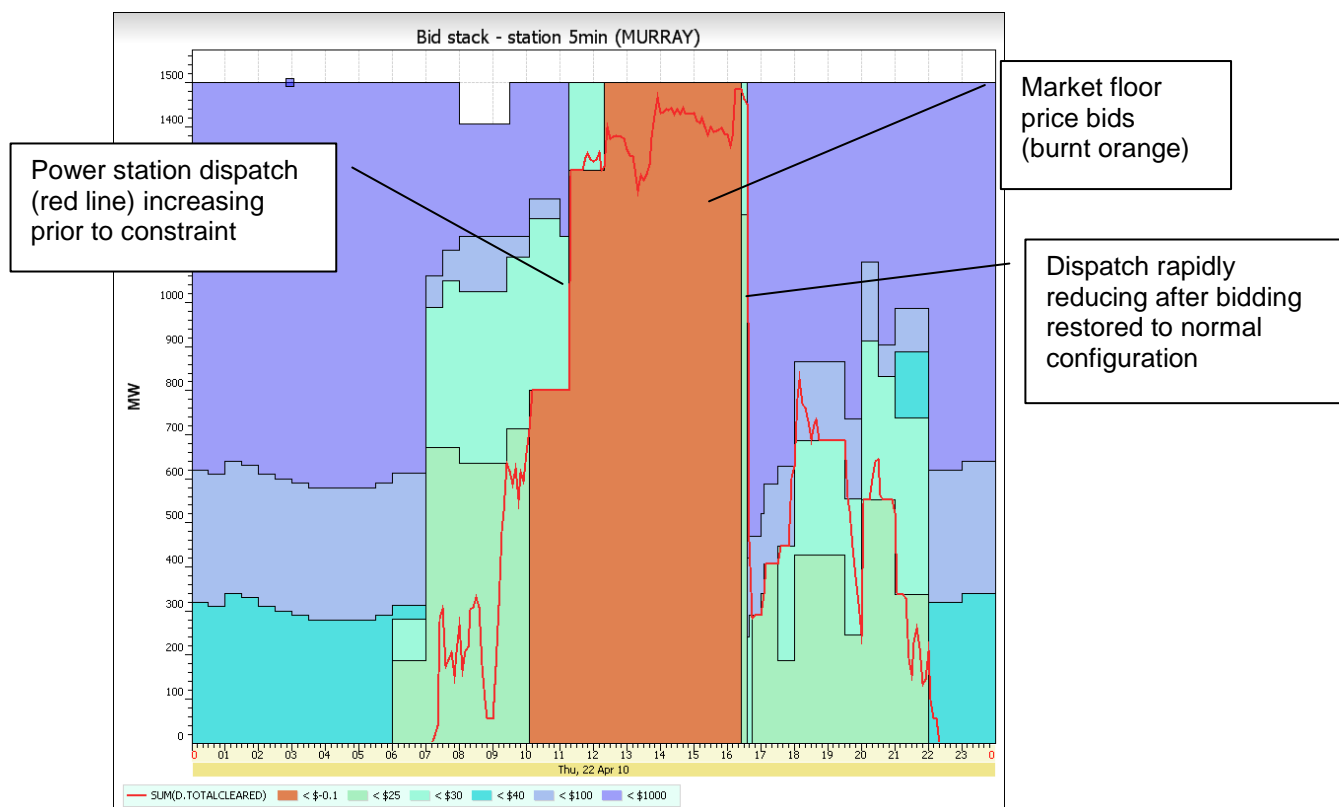 Bid stack - station 5min (MURRAY)
Market floor
price bids
(burnt orange)
Power station dispatch
(red line) increasing
prior to constraint
Dispatch rapidly
reducing after bidding
restored to normal
configuration
MW
1500
1400
1000
900
800
700
600
500
400
300
200
100
0
0 01 02 03 04 05 06 07 08 09 10 11 12 13 14 15 16 17 18 19 20 21 22 23 0
Thu, 22 Apr 10
SUM(D.TOTALCLEARED) < $-0.1 < $25 < $30 < $40 < $100 < $1000